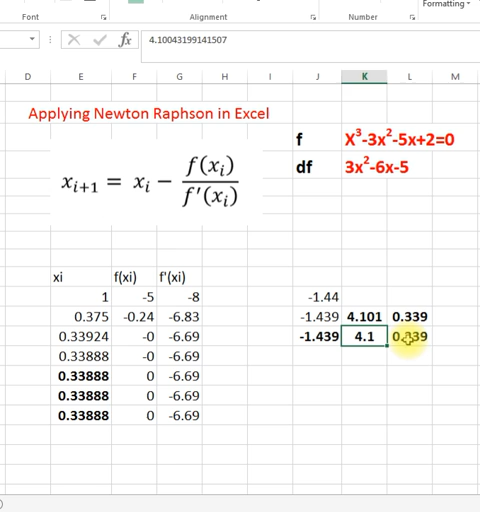 Formatting
Font Alignment Number
fx 4.10043199141507
D E F G H I J K L M
Applying Newton Raphson in Excel
f X³-3x²-5x+2=0
df 3x²-6x-5
xᵢ₊₁ = xᵢ − f(xᵢ) / f′(xᵢ)
xi f(xi) f'(xi)
1 -5 -8 -1.44
0.375 -0.24 -6.83 -1.439 4.101 0.339
0.33924 -0 -6.69 -1.439 4.1 0.339
0.33888 -0 -6.69
0.33888 0 -6.69
0.33888 0 -6.69
0.33888 0 -6.69